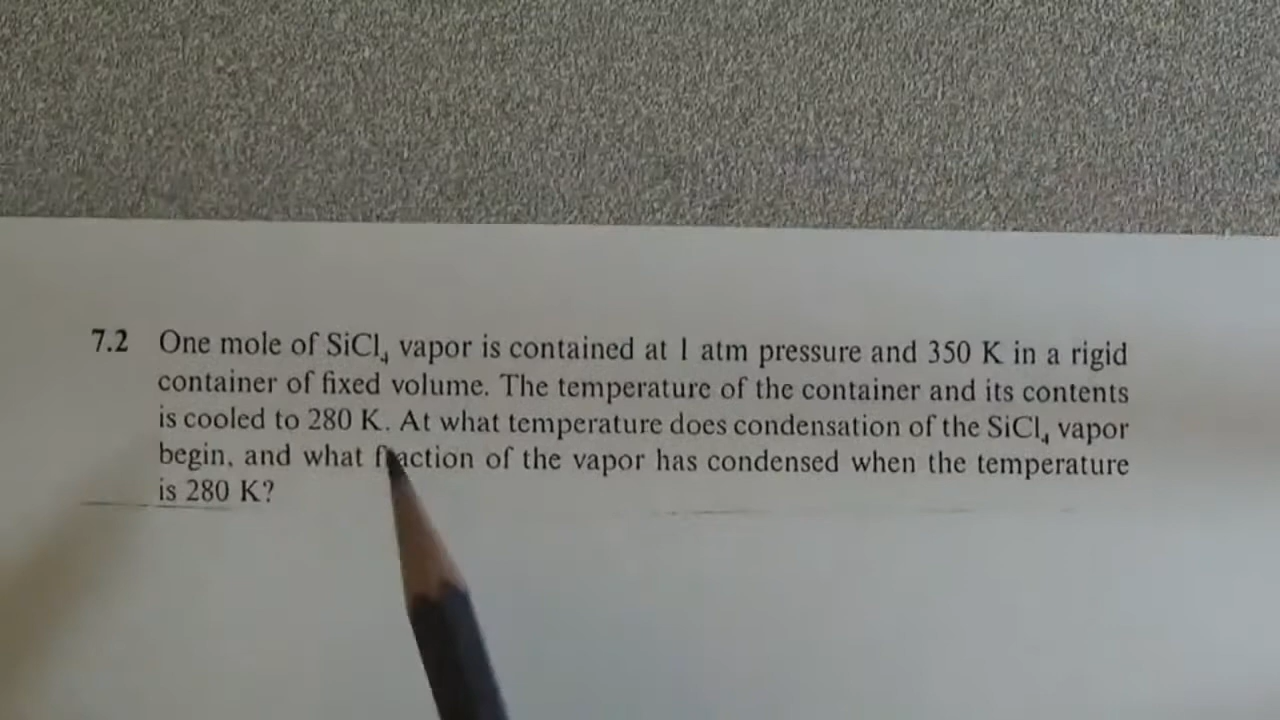 7.2 One mole of SiCl₄ vapor is contained at 1 atm pressure and 350 K in a rigid
container of fixed volume. The temperature of the container and its contents
is cooled to 280 K. At what temperature does condensation of the SiCl₄ vapor
begin, and what fraction of the vapor has condensed when the temperature
is 280 K?